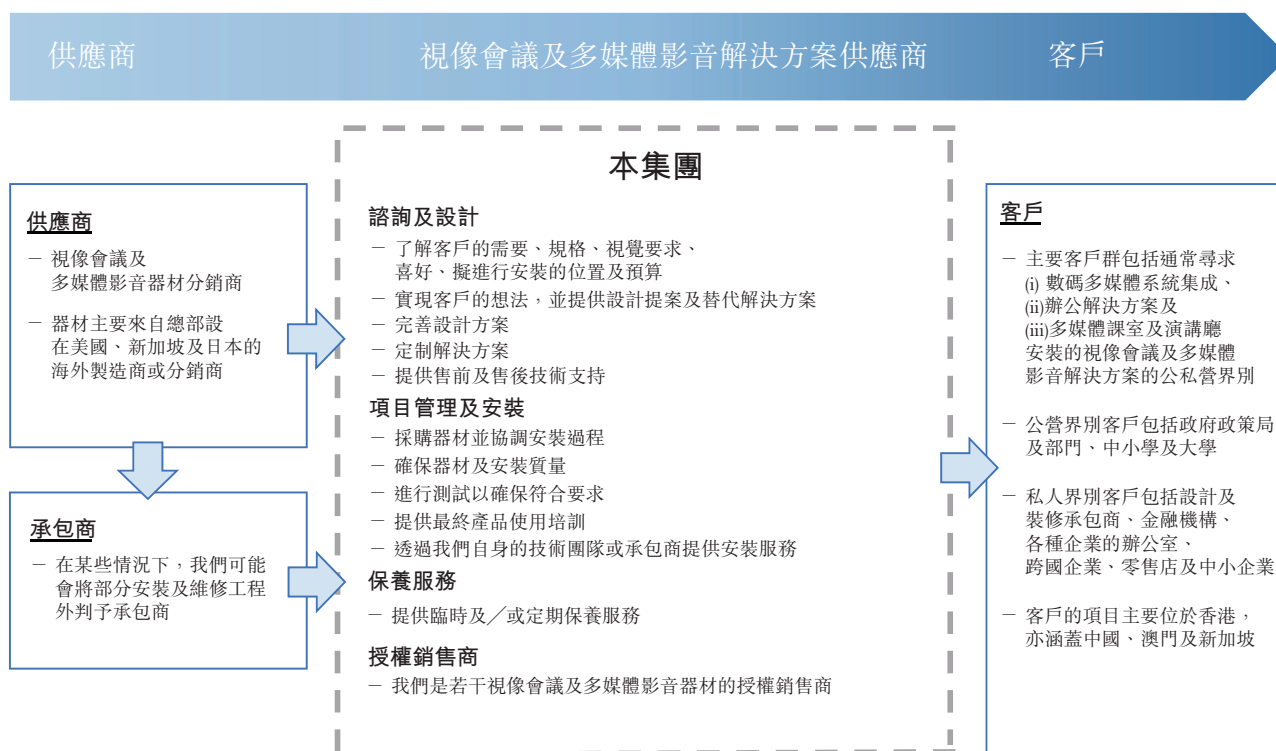 供應商
視像會議及多媒體影音解決方案供應商
客戶
供應商
－ 視像會議及
多媒體影音器材分銷商
－ 器材主要來自總部設
在美國、新加坡及日本的
海外製造商或分銷商
承包商
－ 在某些情況下，我們可能
會將部分安裝及維修工程
外判予承包商
本集團
諮詢及設計
－ 了解客戶的需要、規格、視覺要求、
喜好、擬進行安裝的位置及預算
－ 實現客戶的想法，並提供設計提案及替代解決方案
－ 完善設計方案
－ 定制解決方案
－ 提供售前及售後技術支持
項目管理及安裝
－ 採購器材並協調安裝過程
－ 確保器材及安裝質量
－ 進行測試以確保符合要求
－ 提供最終產品使用培訓
－ 透過我們自身的技術團隊或承包商提供安裝服務
保養服務
－ 提供臨時及／或定期保養服務
授權銷售商
－ 我們是若干視像會議及多媒體影音器材的授權銷售商
客戶
－ 主要客戶群包括通常尋求
(i) 數碼多媒體系統集成、
(ii)辦公解決方案及
(iii)多媒體課室及演講廳
安裝的視像會議及多媒體
影音解決方案的公私營界別
－ 公營界別客戶包括政府政策局
及部門、中小學及大學
－ 私人界別客戶包括設計及
裝修承包商、金融機構、
各種企業的辦公室、
跨國企業、零售店及中小企業
－ 客戶的項目主要位於香港，
亦涵蓋中國、澳門及新加坡